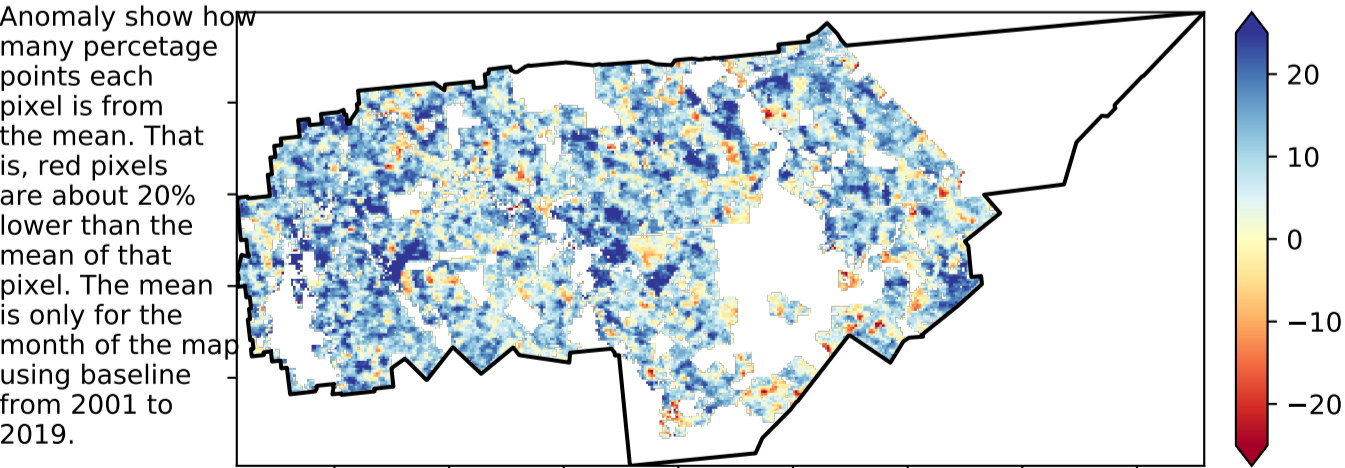 Anomaly show how
many percetage
points each
pixel is from
the mean. That
is, red pixels
are about 20%
lower than the
mean of that
pixel. The mean
is only for the
month of the map
using baseline
from 2001 to
2019.
20
10
0
−10
−20